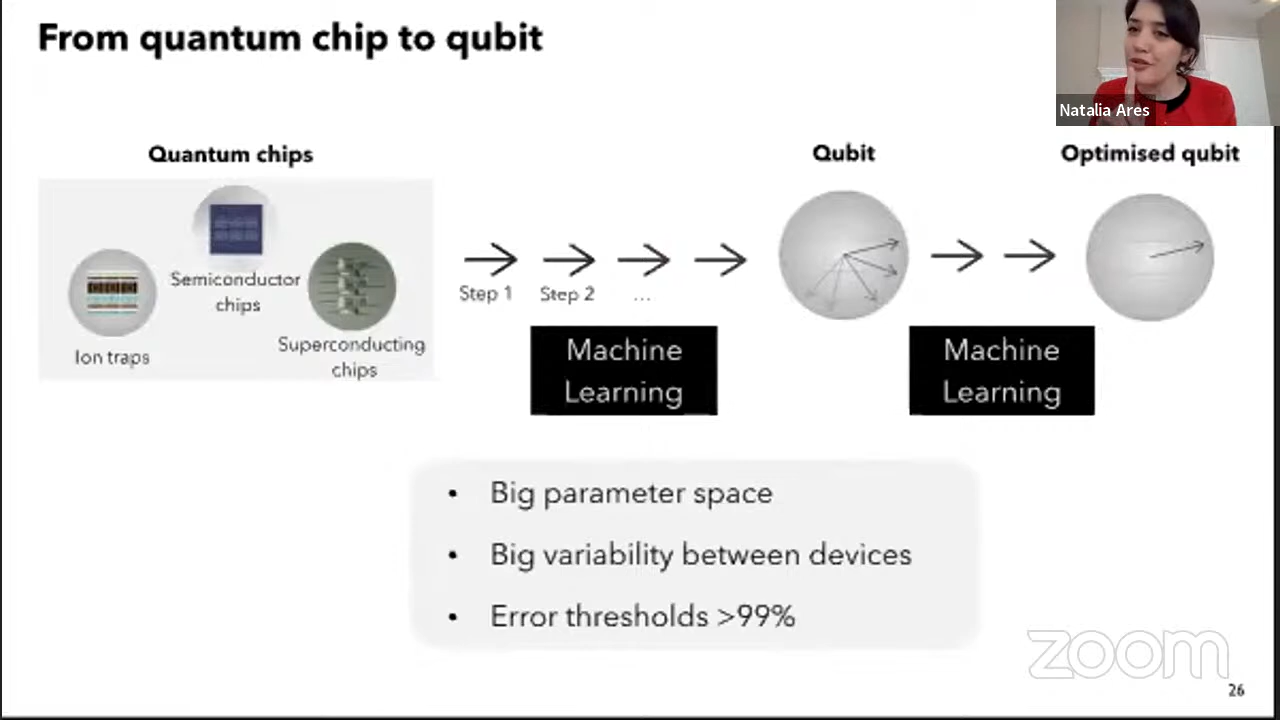 From quantum chip to qubit
Natalia Ares
Quantum chips
Qubit
Optimised qubit
Semiconductor
chips
Ion traps
Superconducting
chips
Step 1
Step 2
...
Machine
Learning
Machine
Learning
• Big parameter space
• Big variability between devices
• Error thresholds >99%
zoom
26